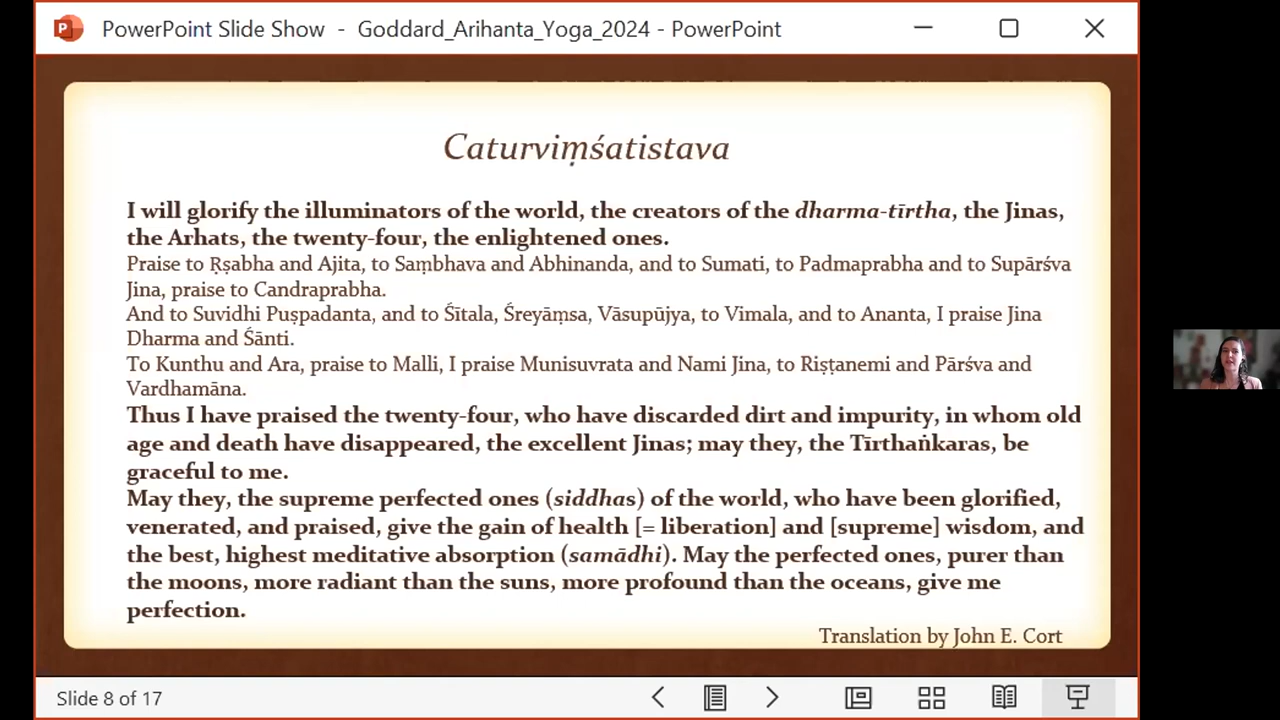 PowerPoint Slide Show - Goddard_Arihanta_Yoga_2024 - PowerPoint
Caturviṃśatistava
I will glorify the illuminators of the world, the creators of the dharma-tīrtha, the Jinas,
the Arhats, the twenty-four, the enlightened ones.
Praise to Ṛṣabha and Ajita, to Saṃbhava and Abhinanda, and to Sumati, to Padmaprabha and to Supārśva
Jina, praise to Candraprabha.
And to Suvidhi Puṣpadanta, and to Śītala, Śreyāṃsa, Vāsupūjya, to Vimala, and to Ananta, I praise Jina
Dharma and Śānti.
To Kunthu and Ara, praise to Malli, I praise Munisuvrata and Nami Jina, to Riṣṭanemi and Pārśva and
Vardhamāna.
Thus I have praised the twenty-four, who have discarded dirt and impurity, in whom old
age and death have disappeared, the excellent Jinas; may they, the Tīrthaṅkaras, be
graceful to me.
May they, the supreme perfected ones (siddhas) of the world, who have been glorified,
venerated, and praised, give the gain of health [= liberation] and [supreme] wisdom, and
the best, highest meditative absorption (samādhi). May the perfected ones, purer than
the moons, more radiant than the suns, more profound than the oceans, give me
perfection.
Translation by John E. Cort
Slide 8 of 17